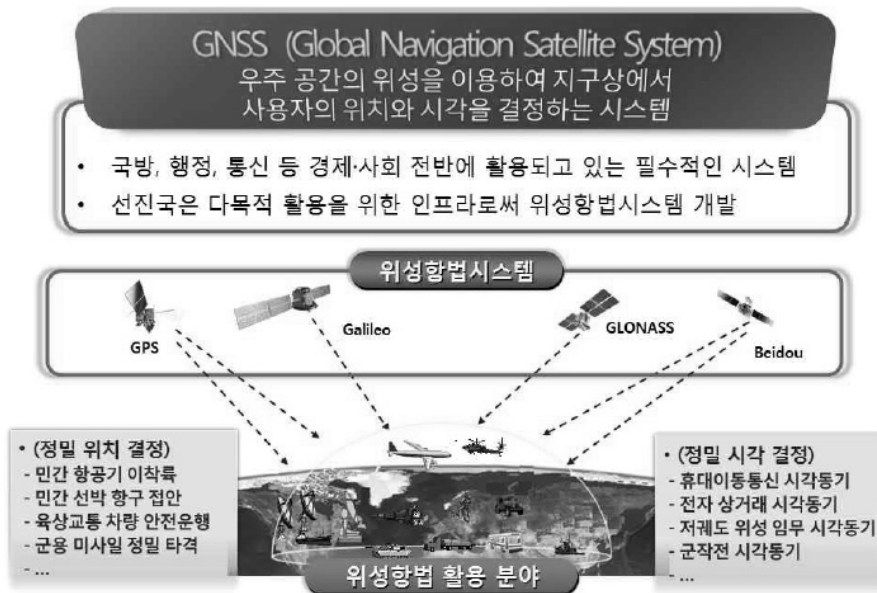 GNSS (Global Navigation Satellite System)
우주 공간의 위성을 이용하여 지구상에서
사용자의 위치와 시각을 결정하는 시스템
• 국방, 행정, 통신 등 경제·사회 전반에 활용되고 있는 필수적인 시스템
• 선진국은 다목적 활용을 위한 인프라로써 위성항법시스템 개발
위성항법시스템
GPS
Galileo
GLONASS
Beidou
• (정밀 위치 결정)
- 민간 항공기 이착륙
- 민간 선박 항구 접안
- 육상교통 차량 안전운행
- 군용 미사일 정밀 타격
- ...
• (정밀 시각 결정)
- 휴대이동통신 시각동기
- 전자 상거래 시각동기
- 저궤도 위성 임무 시각동기
- 군작전 시각동기
- ...
위성항법 활용 분야